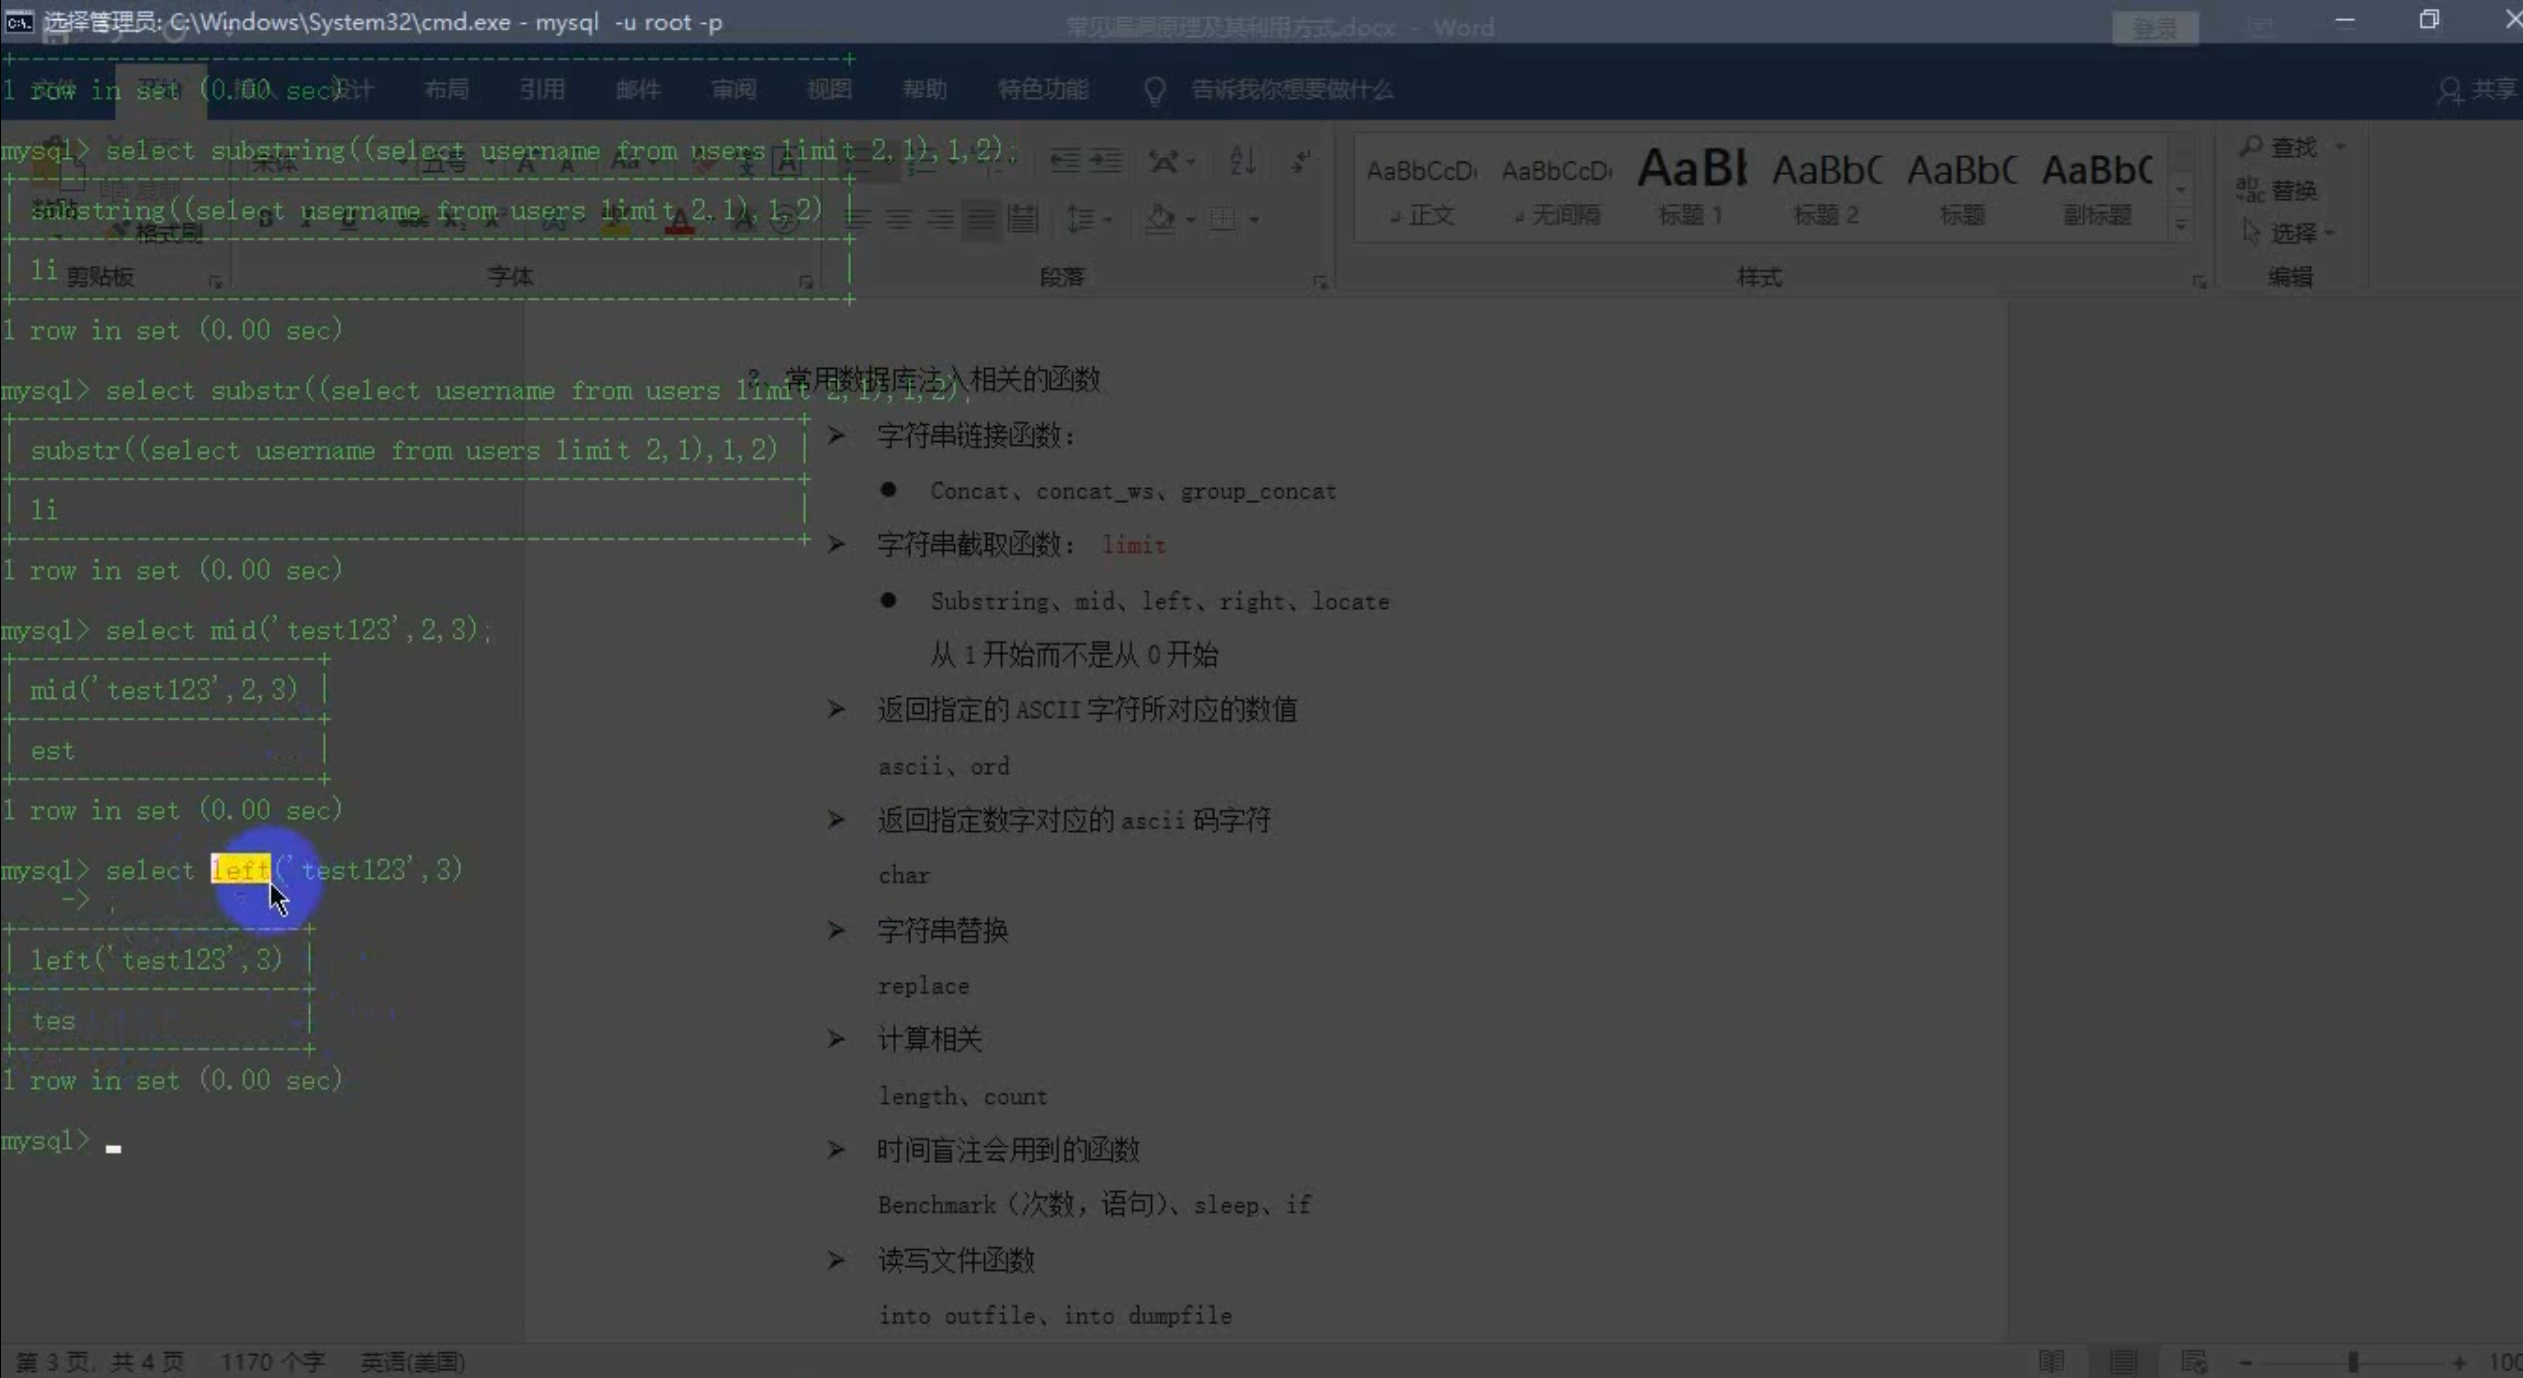 选择管理员: C:\Windows\System32\cmd.exe - mysql -u root -p
常见漏洞原理及其利用方式.docx - Word
登录
文件 开始 插入 设计 布局 引用 邮件 审阅 视图 帮助 特色功能 告诉我你想要做什么 共享
1 row in set (0.00 sec)
mysql> select substring((select username from users limit 2,1),1,2);
宋体 五号
AaBbCcDı AaBbCcDı AaBl AaBbC AaBbC AaBbC
正文 无间隔 标题 1 标题 2 标题 副标题
查找
替换
选择
粘贴
格式刷
剪贴板 字体 段落 样式 编辑
substring((select username from users limit 2,1),1,2)
li
1 row in set (0.00 sec)
mysql> select substr((select username from users limit 2,1),1,2);
substr((select username from users limit 2,1),1,2)
li
1 row in set (0.00 sec)
mysql> select mid('test123',2,3);
mid('test123',2,3)
est
1 row in set (0.00 sec)
mysql> select left('test123',3)
-> ;
left('test123',3)
tes
1 row in set (0.00 sec)
mysql>
常用数据库注入相关的函数
➢ 字符串链接函数：
● Concat、concat_ws、group_concat
➢ 字符串截取函数： limit
● Substring、mid、left、right、locate
从 1 开始而不是从 0 开始
➢ 返回指定的 ASCII 字符所对应的数值
ascii、ord
➢ 返回指定数字对应的 ascii 码字符
char
➢ 字符串替换
replace
➢ 计算相关
length、count
➢ 时间盲注会用到的函数
Benchmark（次数，语句）、sleep、if
➢ 读写文件函数
into outfile、into dumpfile
第 3 页，共 4 页 1170 个字 英语(美国)